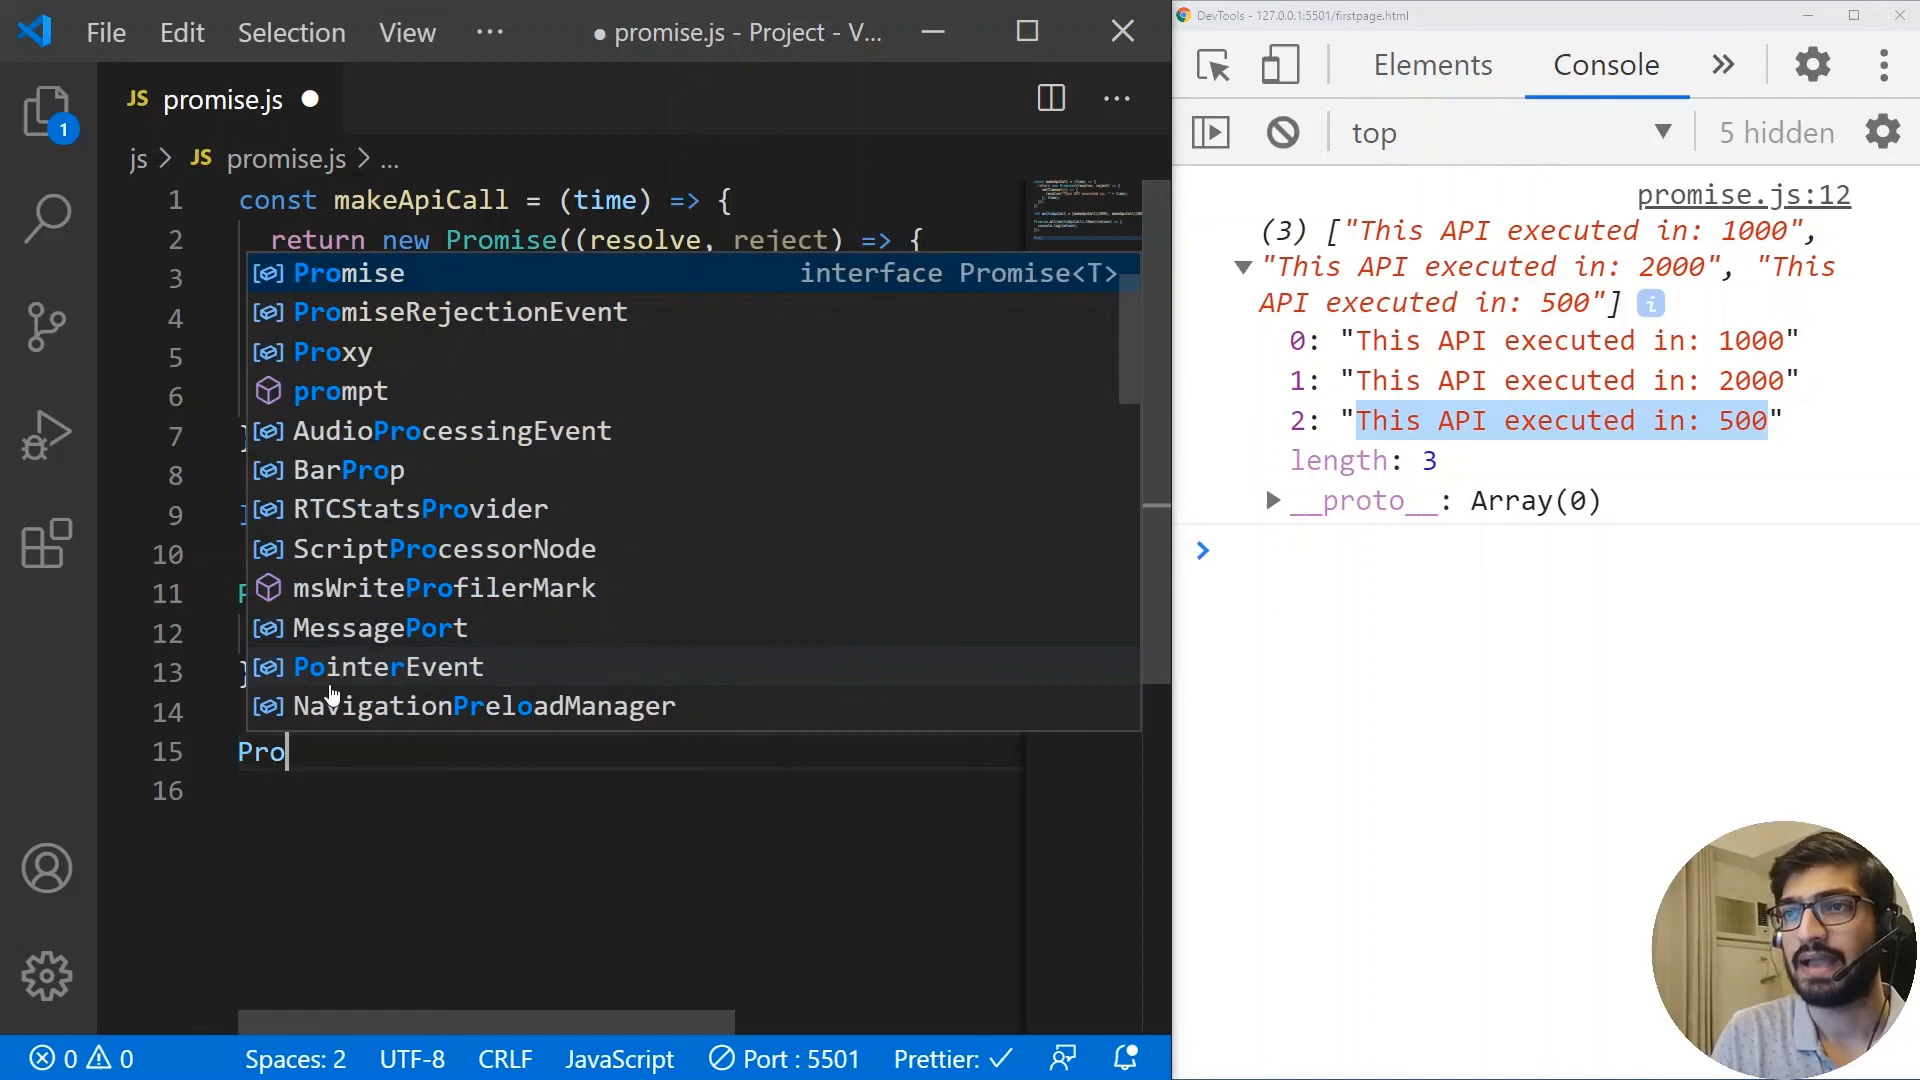 File Edit Selection View ··· ● promise.js - Project - V...
JS promise.js ●
js > JS promise.js > ...
1 const makeApiCall = (time) => {
2 return new Promise((resolve, reject) => {
3
4
5
6
7
8
9
10
11
12
13
14
15 Pro
16
Promise interface Promise<T>
PromiseRejectionEvent
Proxy
prompt
AudioProcessingEvent
BarProp
RTCStatsProvider
ScriptProcessorNode
msWriteProfilerMark
MessagePort
PointerEvent
NavigationPreloadManager
1
0 0 Spaces: 2 UTF-8 CRLF JavaScript Port : 5501 Prettier: ✓
DevTools - 127.0.0.1:5501/firstpage.html
Elements Console »
top 5 hidden
promise.js:12
(3) ["This API executed in: 1000",
"This API executed in: 2000", "This
API executed in: 500"] i
0: "This API executed in: 1000"
1: "This API executed in: 2000"
2: "This API executed in: 500"
length: 3
__proto__: Array(0)
>